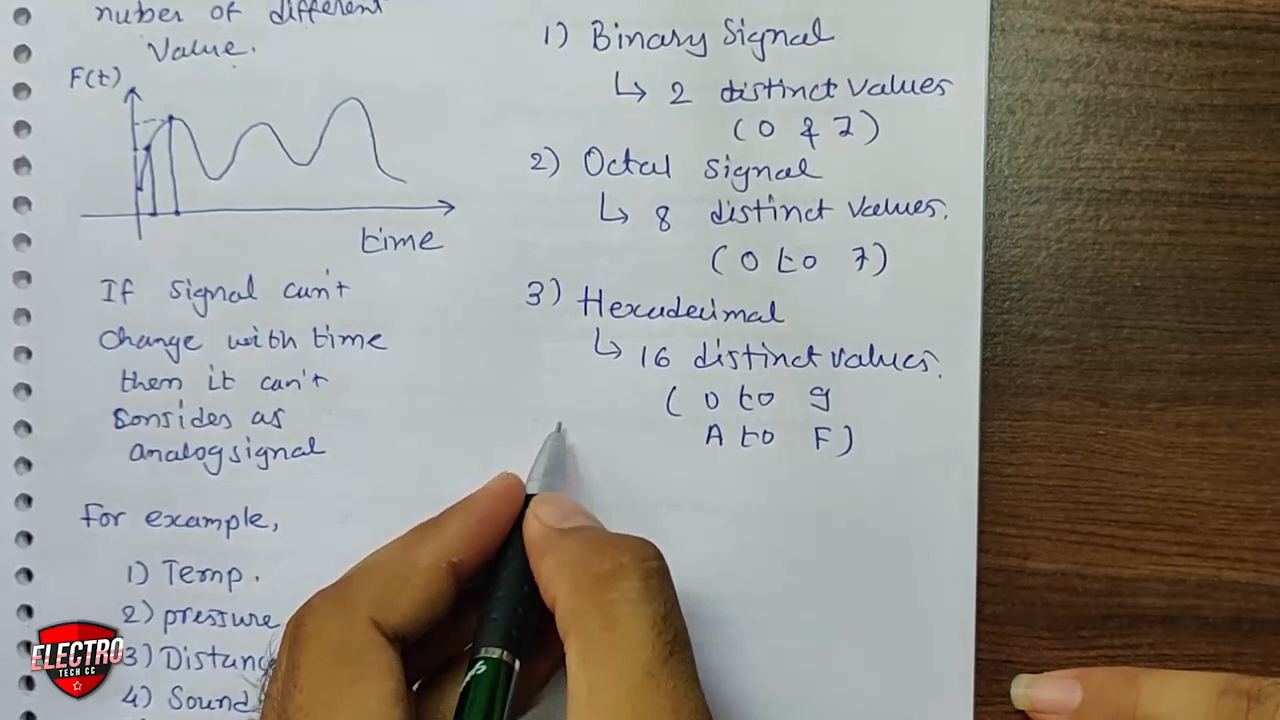 nuber of different
Value.
F(t)
time
If signal can't
change with time
then it can't
consider as
analog signal
For example,
1) Temp.
2) pressure
3) Distanc
4) Sound
1) Binary Signal
↳ 2 distinct values
(0 & 7)
2) Octal signal
↳ 8 distinct values.
(0 to 7)
3) Hexadecimal
↳ 16 distinct values.
(0 to 9
A to F)
ELECTRO
TECH CC